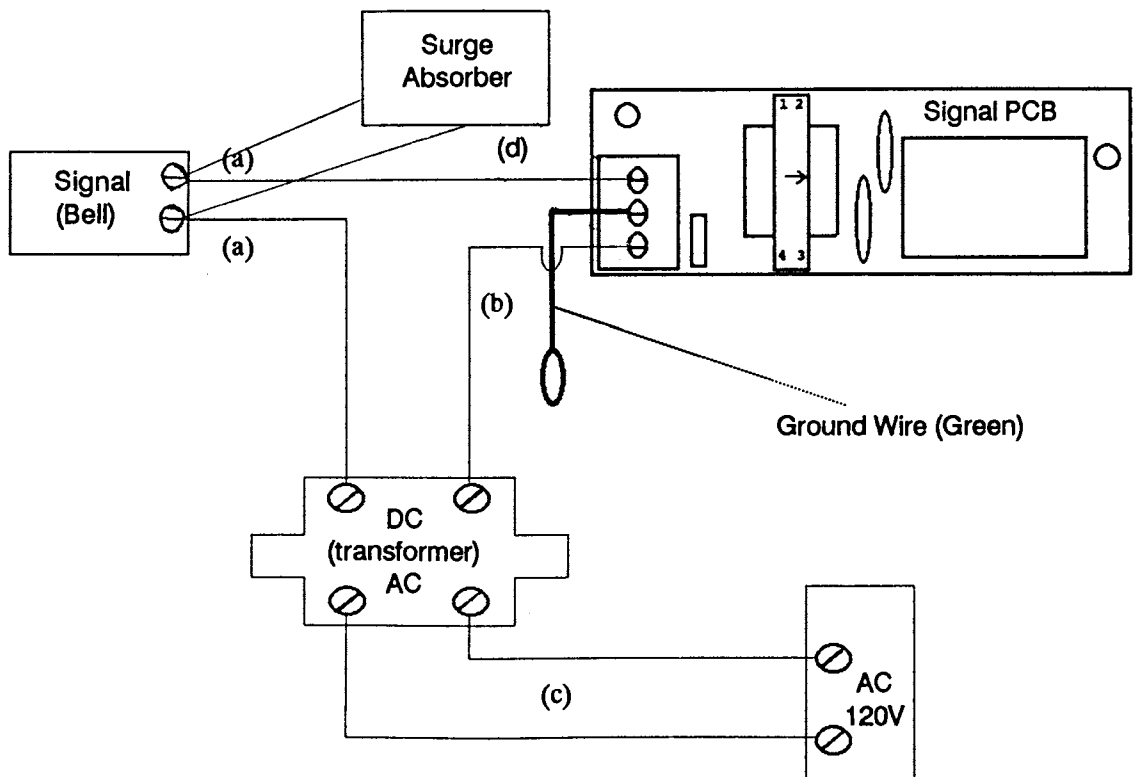 Surge
Absorber
Signal PCB
1 2
(d)
(a)
Signal
(Bell)
(a)
4 3
(b)
Ground Wire (Green)
DC
(transformer)
AC
(c)
AC
120V